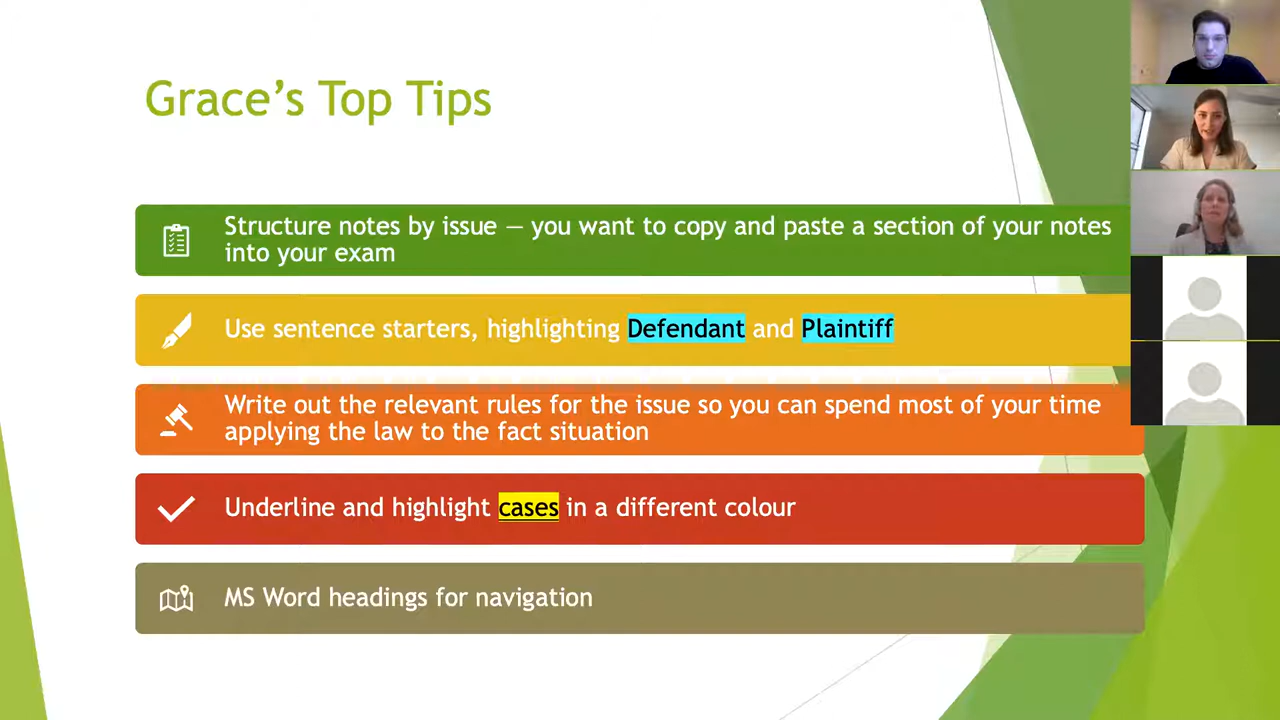 Grace's Top Tips
Structure notes by issue — you want to copy and paste a section of your notes
into your exam
Use sentence starters, highlighting Defendant and Plaintiff
Write out the relevant rules for the issue so you can spend most of your time
applying the law to the fact situation
Underline and highlight cases in a different colour
MS Word headings for navigation